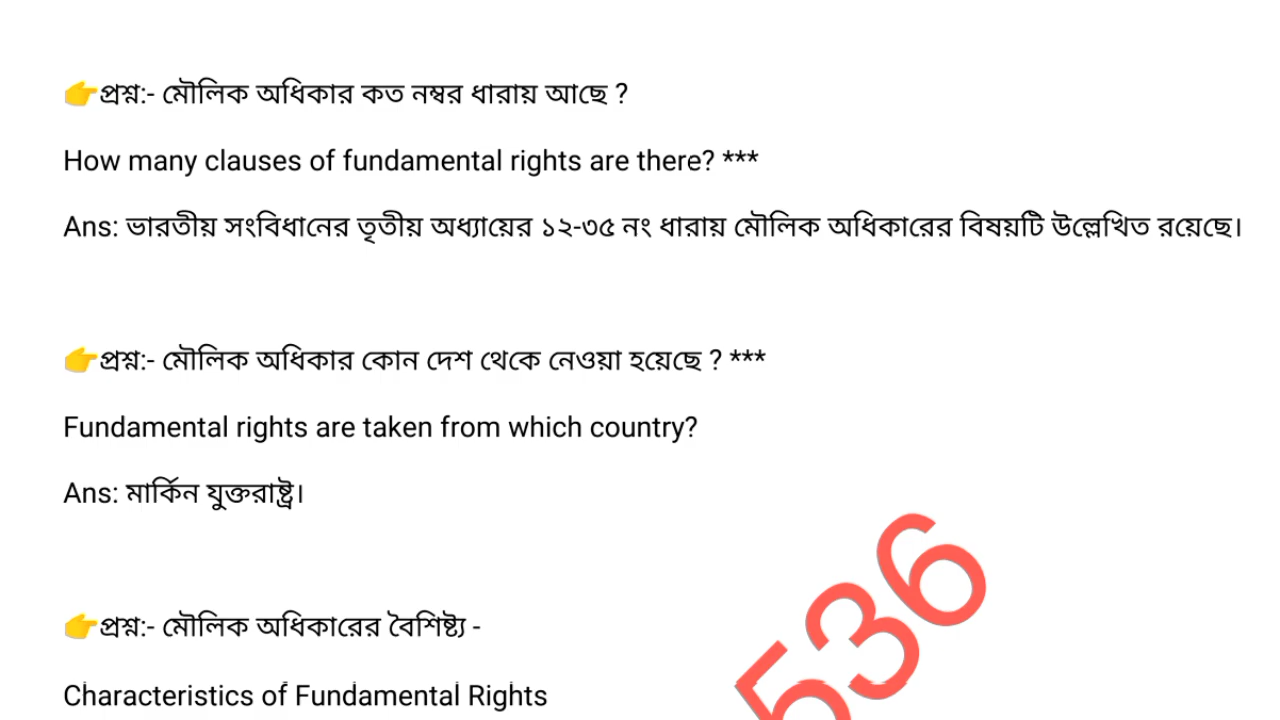 👉প্রশ্ন:- মৌলিক অধিকার কত নম্বর ধারায় আছে ?
How many clauses of fundamental rights are there? ***
Ans: ভারতীয় সংবিধানের তৃতীয় অধ্যায়ের ১২-৩৫ নং ধারায় মৌলিক অধিকারের বিষয়টি উল্লেখিত রয়েছে।
👉প্রশ্ন:- মৌলিক অধিকার কোন দেশ থেকে নেওয়া হয়েছে ? ***
Fundamental rights are taken from which country?
Ans: মার্কিন যুক্তরাষ্ট্র।
👉প্রশ্ন:- মৌলিক অধিকারের বৈশিষ্ট্য -
Characteristics of Fundamental Rights
536